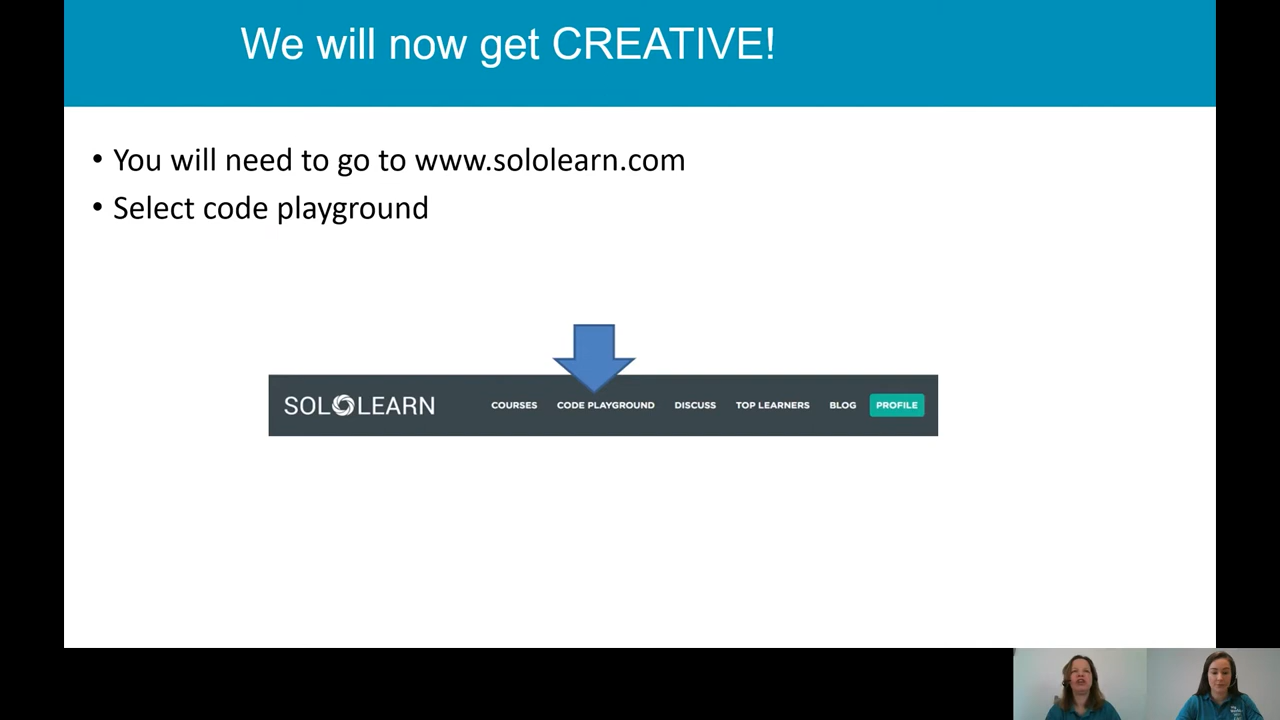 We will now get CREATIVE!
• You will need to go to www.sololearn.com
• Select code playground
SOLOLEARN COURSES CODE PLAYGROUND DISCUSS TOP LEARNERS BLOG PROFILE